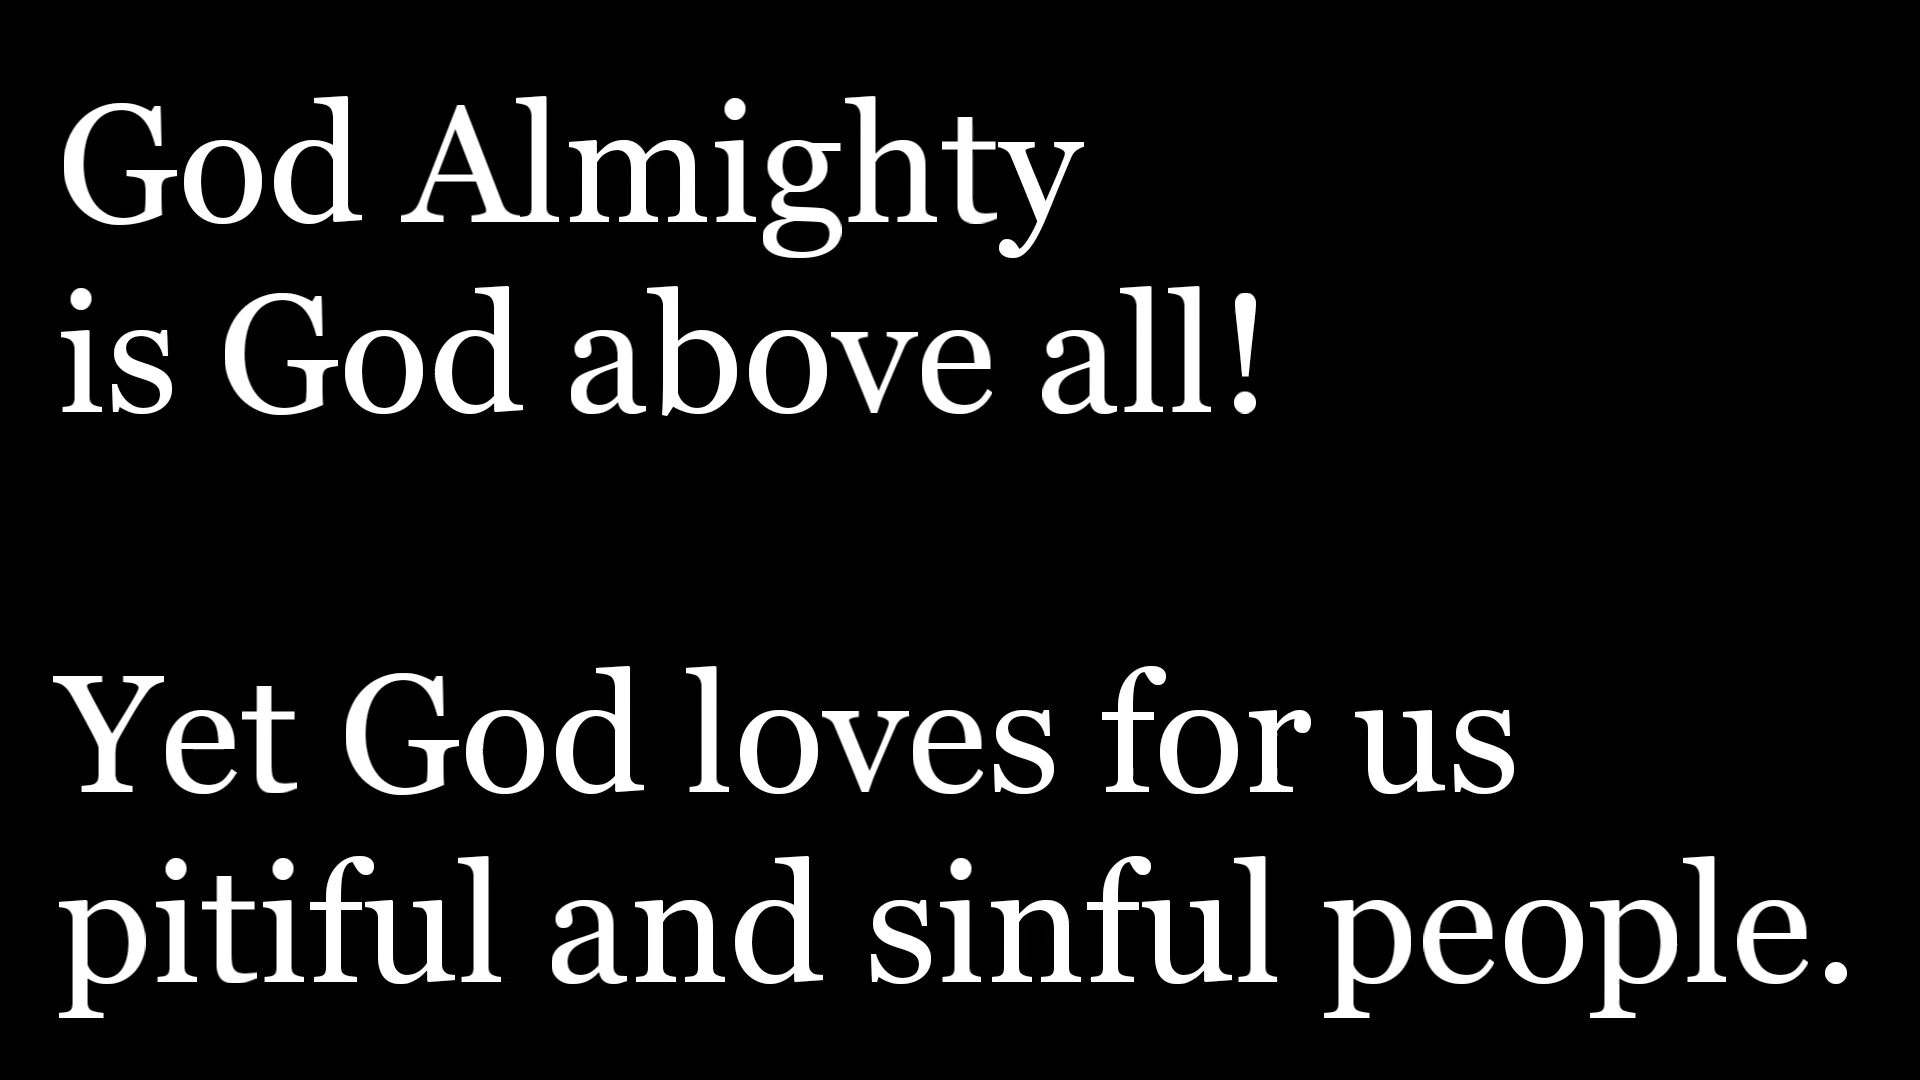 God Almighty
is God above all!
Yet God loves for us
pitiful and sinful people.